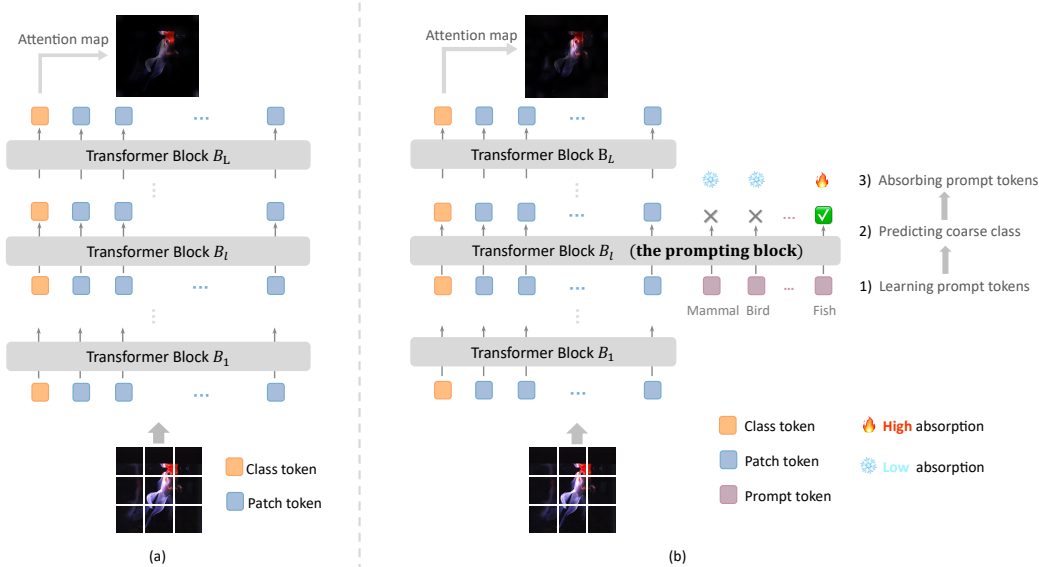 Attention map
...
Transformer Block B_L
...
...
Transformer Block B_l
...
...
Transformer Block B_1
...
Class token
Patch token
(a)
Attention map
...
Transformer Block B_L
...
3) Absorbing prompt tokens
...
...
2) Predicting coarse class
Transformer Block B_l (the prompting block)
...
...
1) Learning prompt tokens
Mammal Bird Fish
...
Transformer Block B_1
...
Class token
Patch token
Prompt token
High absorption
Low absorption
(b)